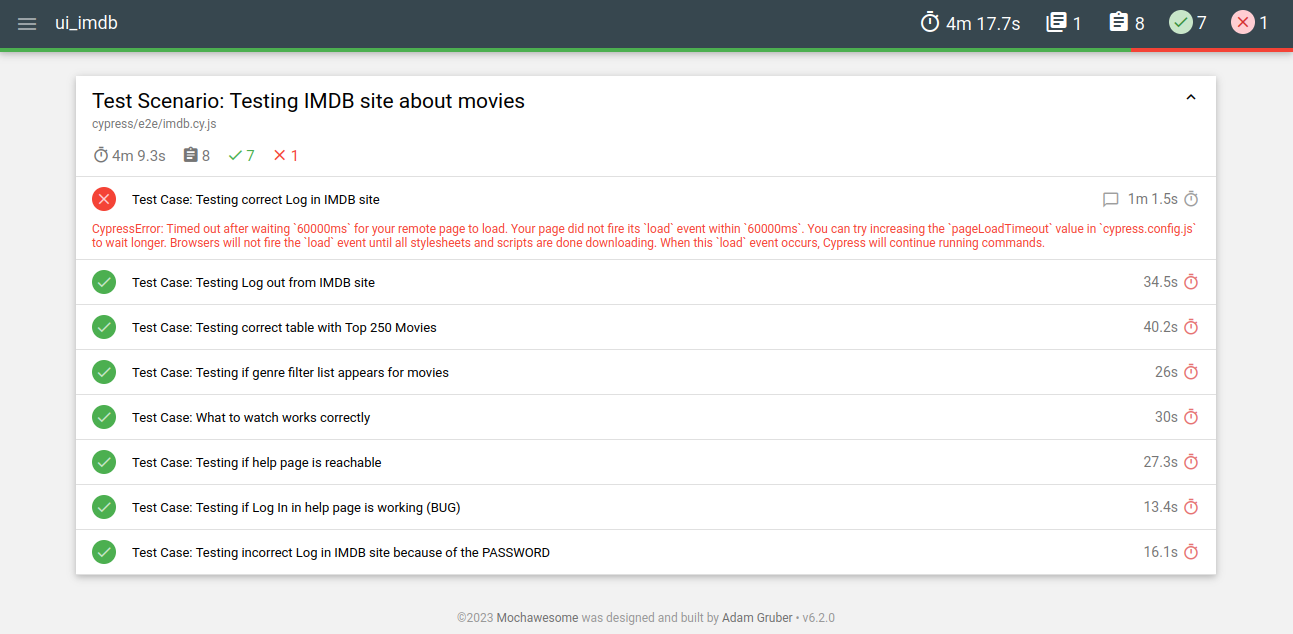 ui_imdb 4m 17.7s 1 8 7 1
Test Scenario: Testing IMDB site about movies
cypress/e2e/imdb.cy.js
4m 9.3s 8 7 1
Test Case: Testing correct Log in IMDB site 1m 1.5s
CypressError: Timed out after waiting `60000ms` for your remote page to load. Your page did not fire its `load` event within `60000ms`. You can try increasing the `pageLoadTimeout` value in `cypress.config.js`
to wait longer. Browsers will not fire the `load` event until all stylesheets and scripts are done downloading. When this `load` event occurs, Cypress will continue running commands.
Test Case: Testing Log out from IMDB site 34.5s
Test Case: Testing correct table with Top 250 Movies 40.2s
Test Case: Testing if genre filter list appears for movies 26s
Test Case: What to watch works correctly 30s
Test Case: Testing if help page is reachable 27.3s
Test Case: Testing if Log In in help page is working (BUG) 13.4s
Test Case: Testing incorrect Log in IMDB site because of the PASSWORD 16.1s
©2023 Mochawesome was designed and built by Adam Gruber • v6.2.0